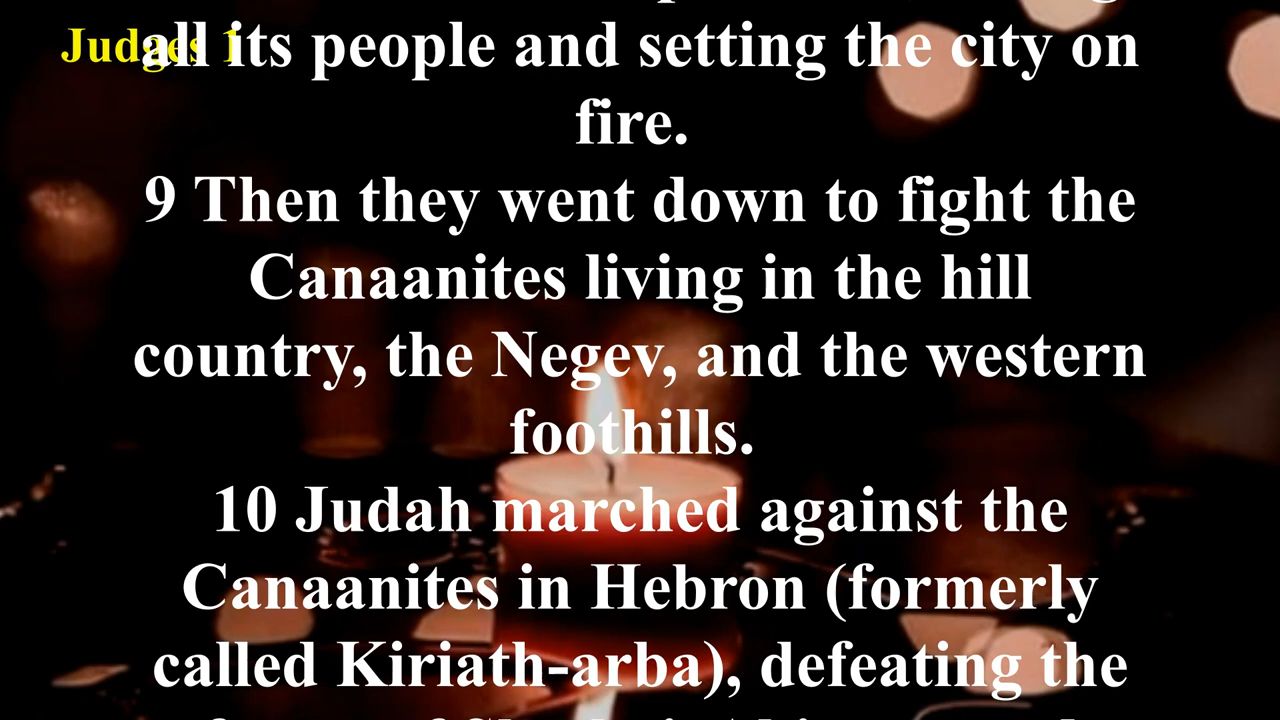 Judges 1
all its people and setting the city on
fire.
9 Then they went down to fight the
Canaanites living in the hill
country, the Negev, and the western
foothills.
10 Judah marched against the
Canaanites in Hebron (formerly
called Kiriath-arba), defeating the